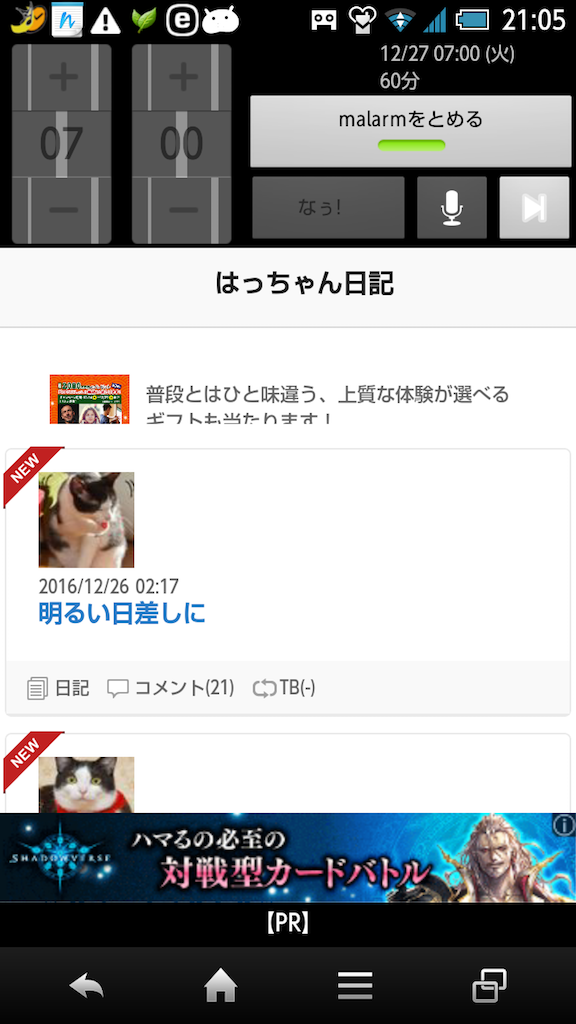 21:05
12/27 07:00 (火)
60分
07
00
malarmをとめる
なぅ!
はっちゃん日記
普段とはひと味違う、上質な体験が選べる
ギフトも当たります！
NEW
2016/12/26 02:17
明るい日差しに
日記 コメント(21) TB(-)
NEW
SHADOWVERSE
ハマるの必至の
対戦型カードバトル
【PR】